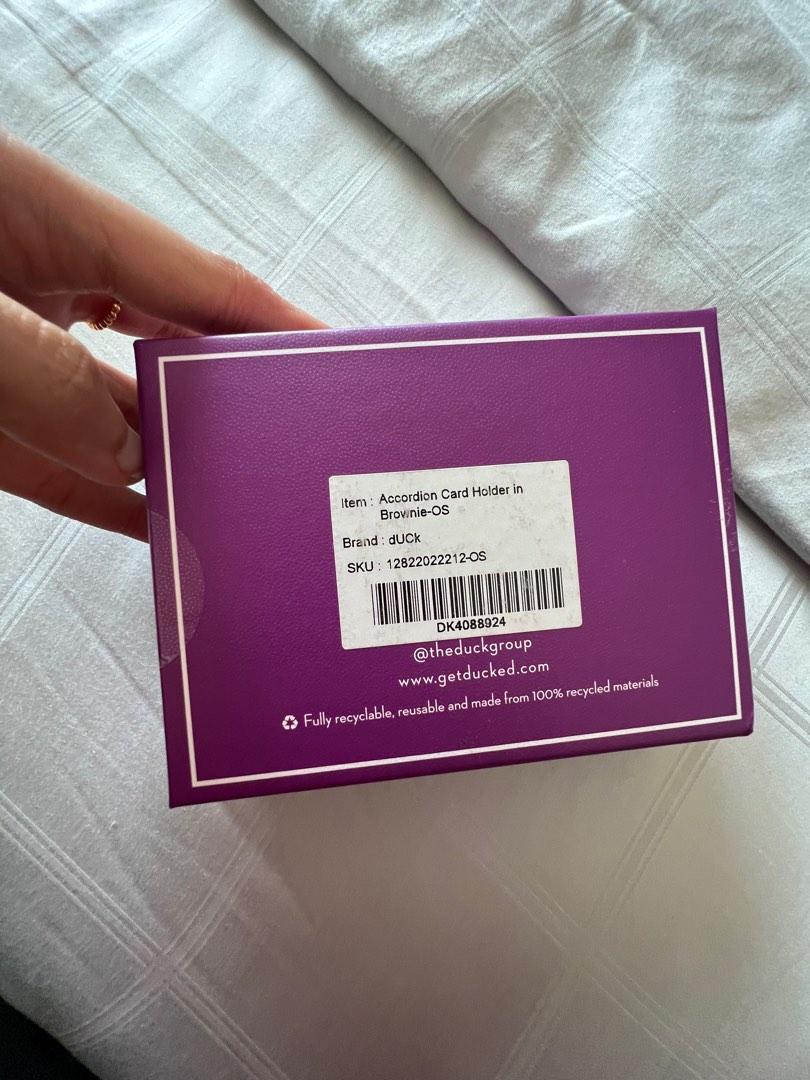 Item : Accordion Card Holder in
Brownie-OS
Brand : dUCk
SKU : 12822022212-OS
DK4088924
@theduckgroup
www.getducked.com
Fully recyclable, reusable and made from 100% recycled materials